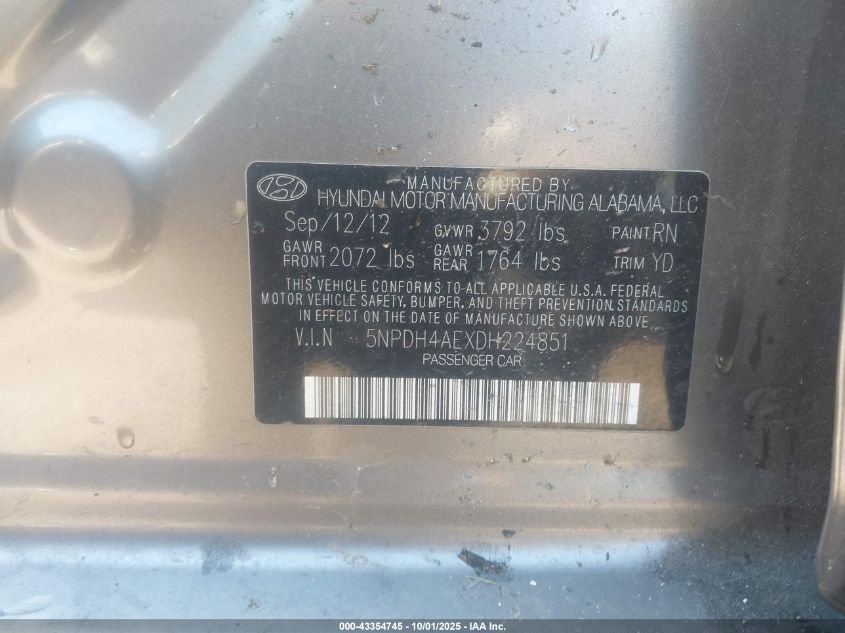 MANUFACTURED BY
HYUNDAI MOTOR MANUFACTURING ALABAMA, LLC
Sep/12/12 GVWR 3792 lbs PAINT RN
GAWR FRONT 2072 lbs GAWR REAR 1764 lbs TRIM YD
THIS VEHICLE CONFORMS TO ALL APPLICABLE U.S.A. FEDERAL
MOTOR VEHICLE SAFETY, BUMPER, AND THEFT PREVENTION STANDARDS
IN EFFECT ON THE DATE OF MANUFACTURE SHOWN ABOVE.
V.I.N 5NPDH4AEXDH224851
PASSENGER CAR
000-43354745 - 10/01/2025 - IAA Inc.